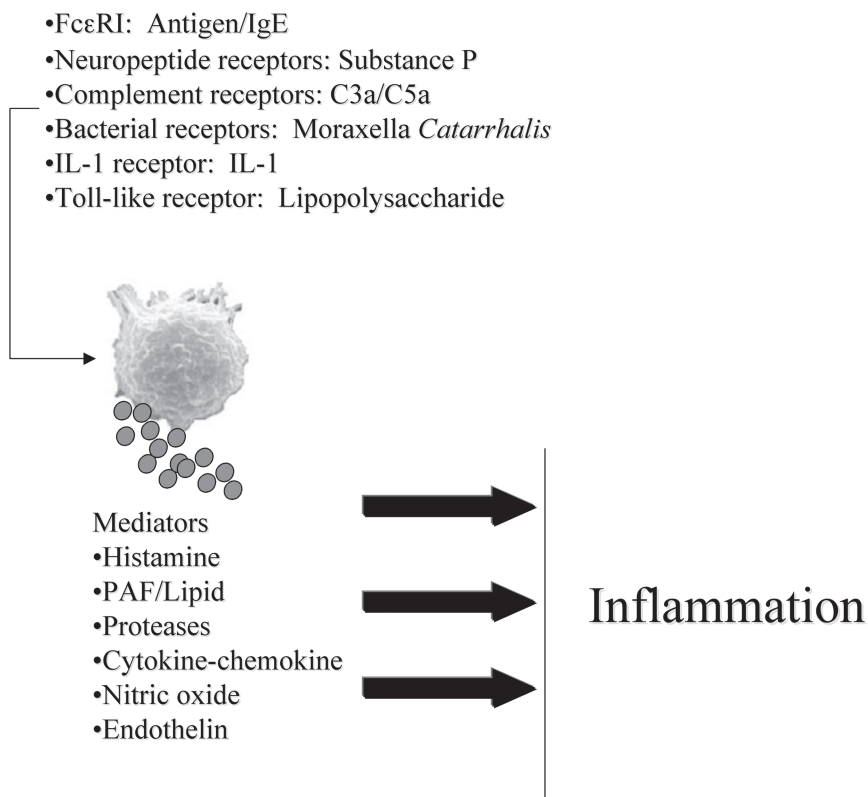 •FcεRI: Antigen/IgE
•Neuropeptide receptors: Substance P
•Complement receptors: C3a/C5a
•Bacterial receptors: Moraxella Catarrhalis
•IL-1 receptor: IL-1
•Toll-like receptor: Lipopolysaccharide
Mediators
•Histamine
•PAF/Lipid
•Proteases
•Cytokine-chemokine
•Nitric oxide
•Endothelin
Inflammation